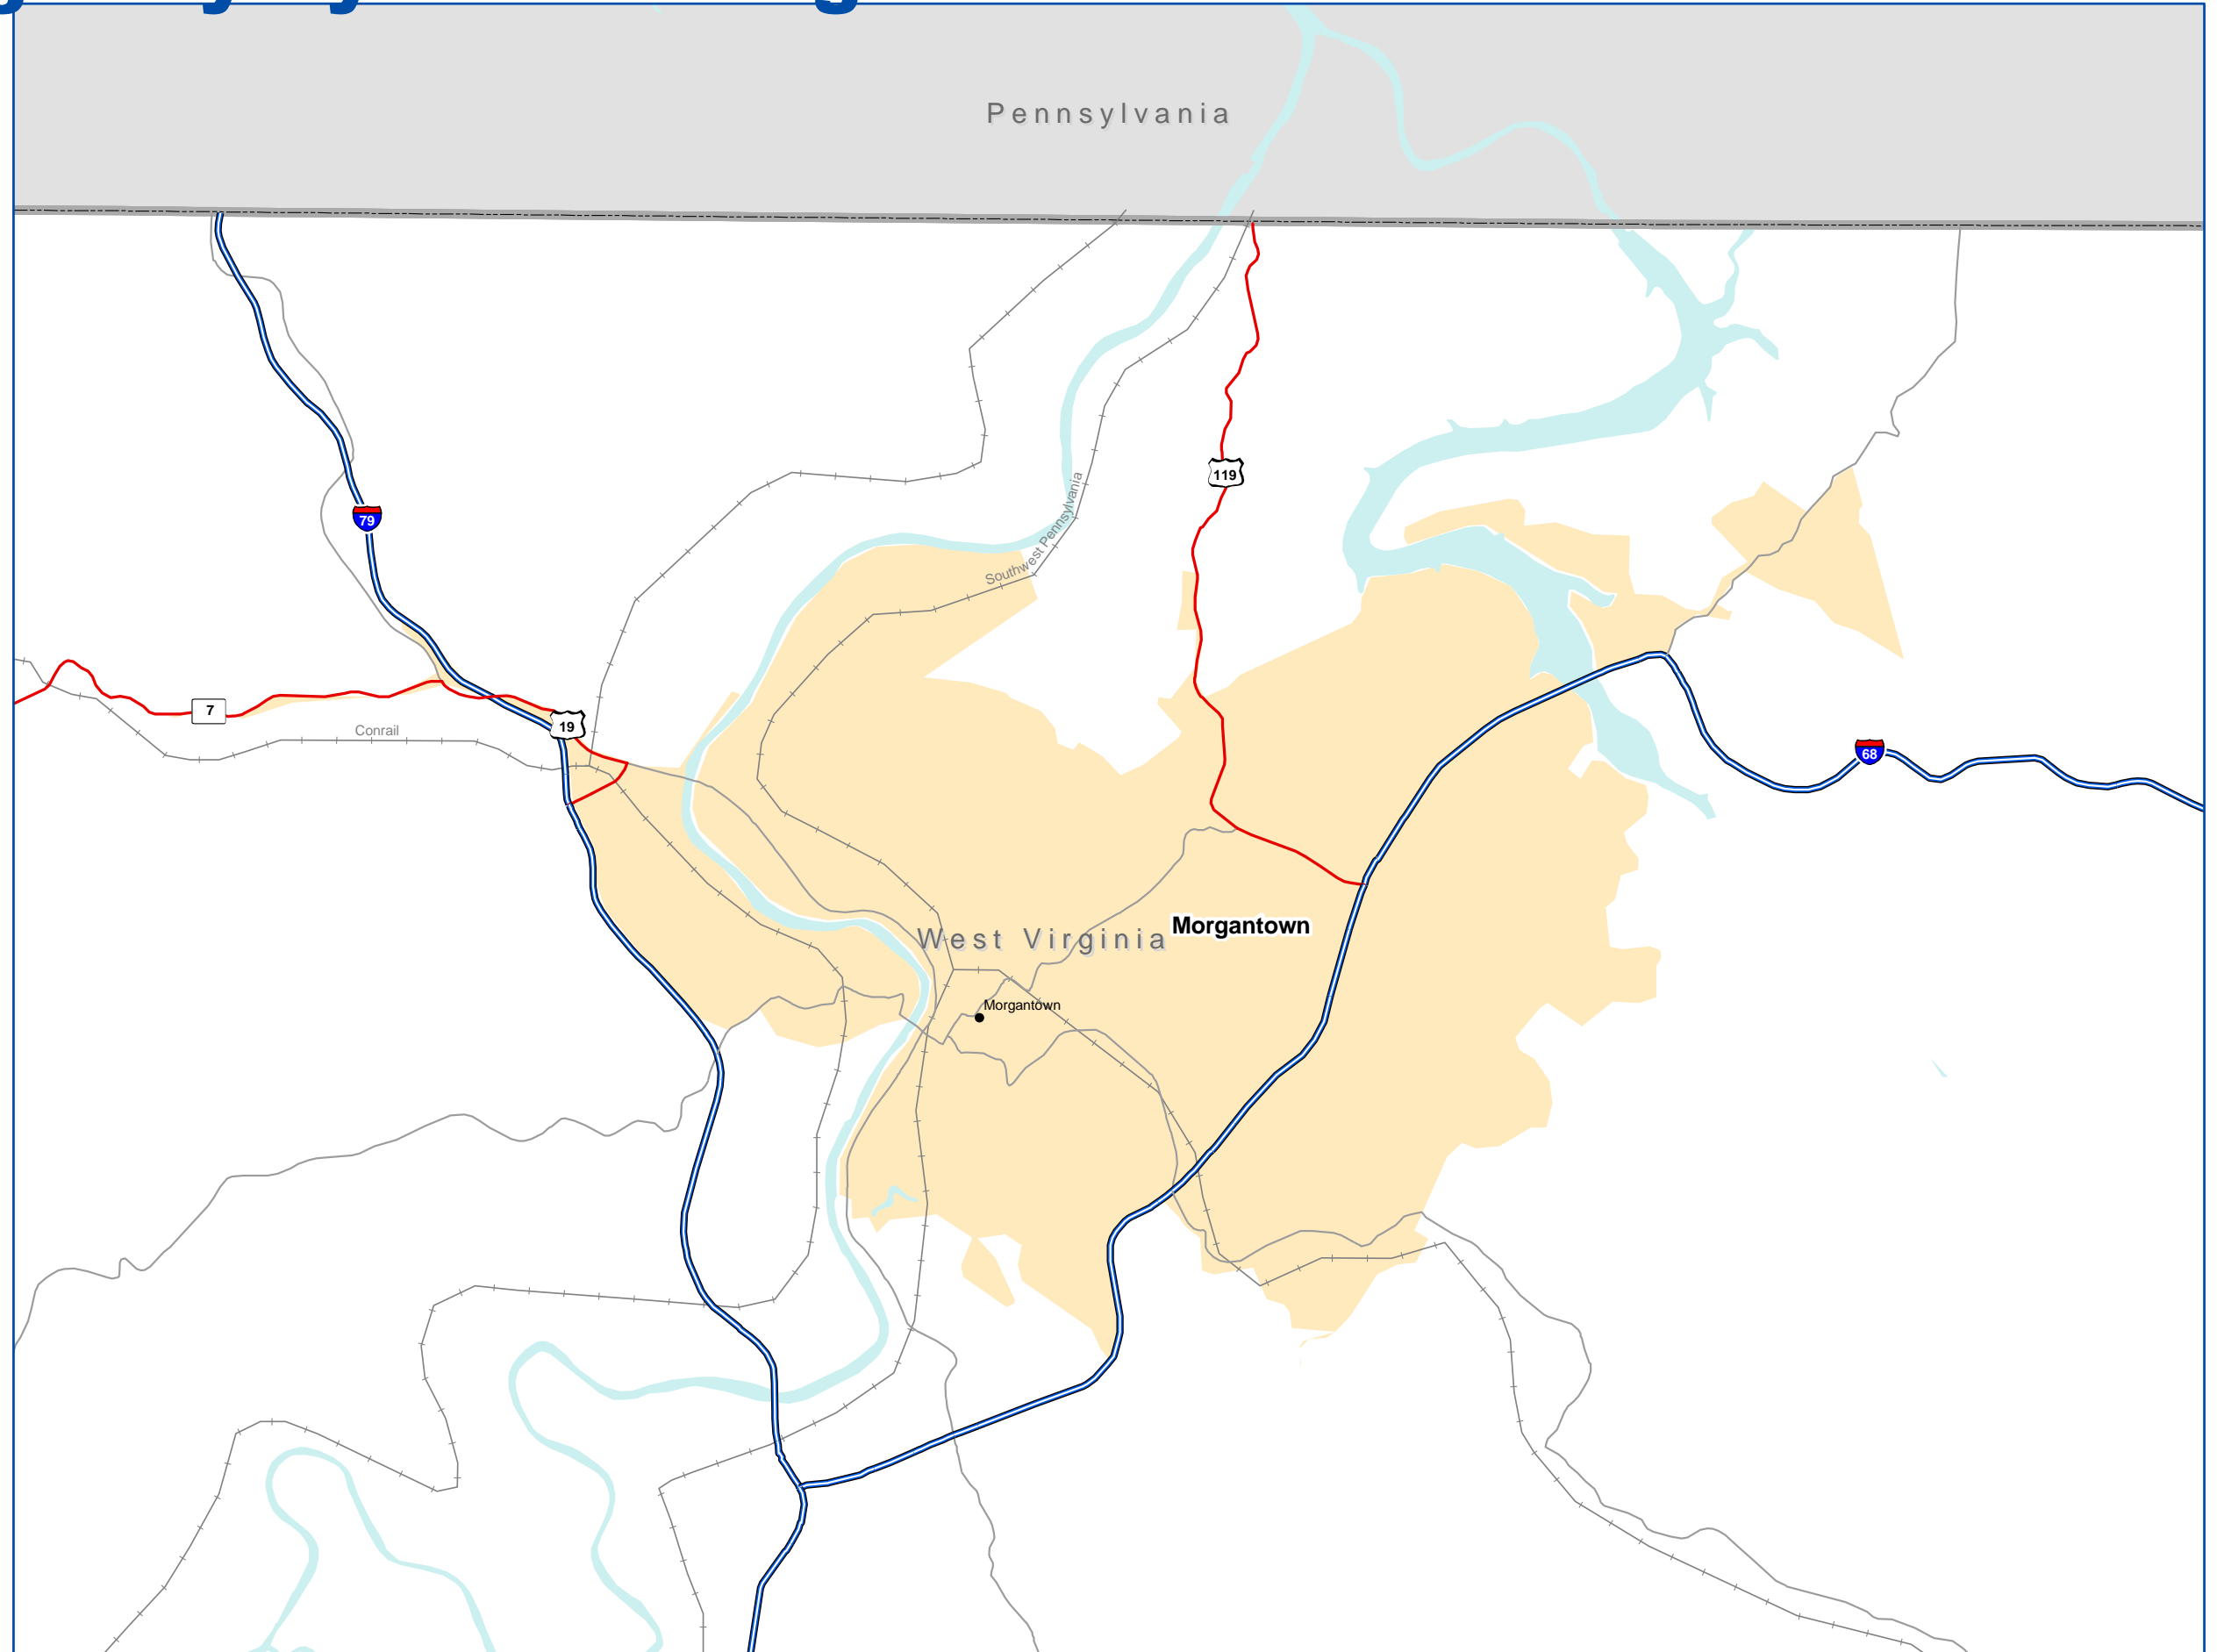 Pennsylvania
119
79
Southwest Pennsylvania
7
19
Conrail
68
Morgantown
West Virginia
Morgantown